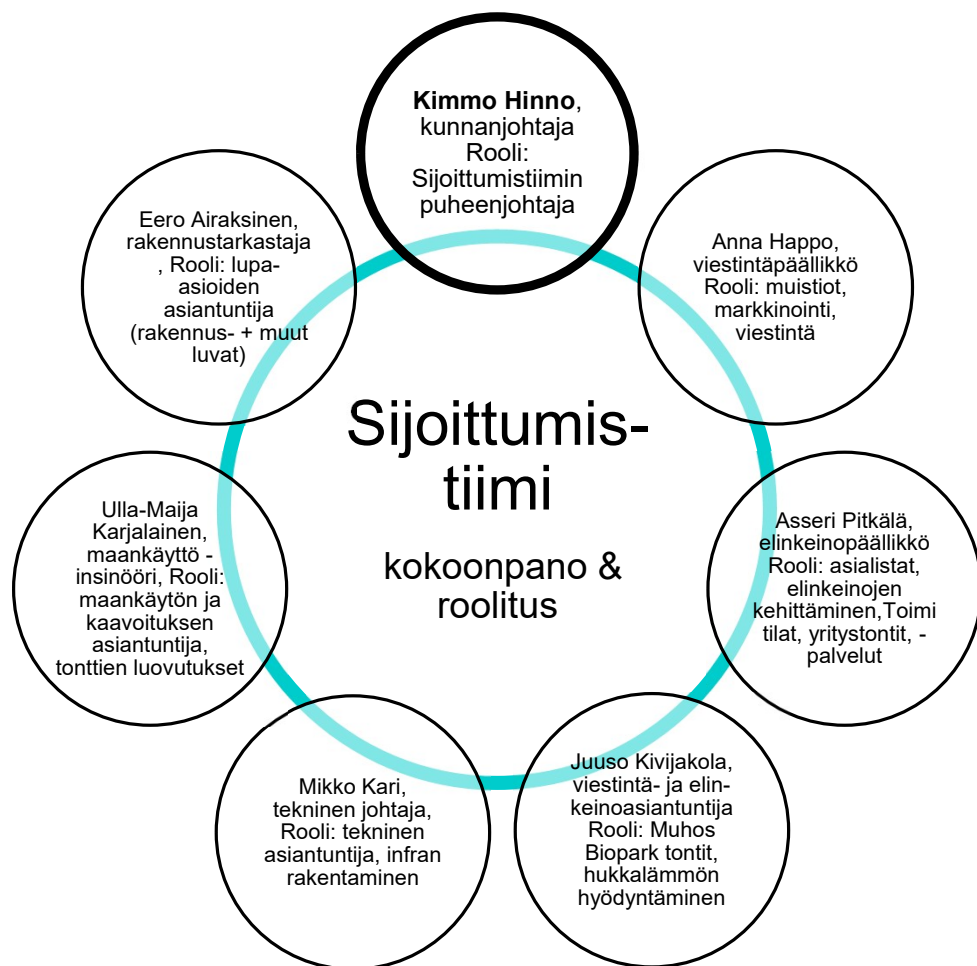 Kimmo Hinno,
kunnanjohtaja
Rooli:
Sijoittumistiimin
puheenjohtaja
Anna Happo,
viestintäpäällikkö
Rooli: muistiot,
markkinointi,
viestintä
Asseri Pitkälä,
elinkeinopäällikkö
Rooli: asialistat,
elinkeinojen
kehittäminen,Toimi
tilat, yritystontit, -
palvelut
Juuso Kivijakola,
viestintä- ja elin-
keinoasiantuntija
Rooli: Muhos
Biopark tontit,
hukkalämmön
hyödyntäminen
Mikko Kari,
tekninen johtaja,
Rooli: tekninen
asiantuntija, infran
rakentaminen
Ulla-Maija
Karjalainen,
maankäyttö -
insinööri, Rooli:
maankäytön ja
kaavoituksen
asiantuntija,
tonttien luovutukset
Eero Airaksinen,
rakennustarkastaja
, Rooli: lupa-
asioiden
asiantuntija
(rakennus- + muut
luvat)
Sijoittumis-
tiimi
kokoonpano &
roolitus